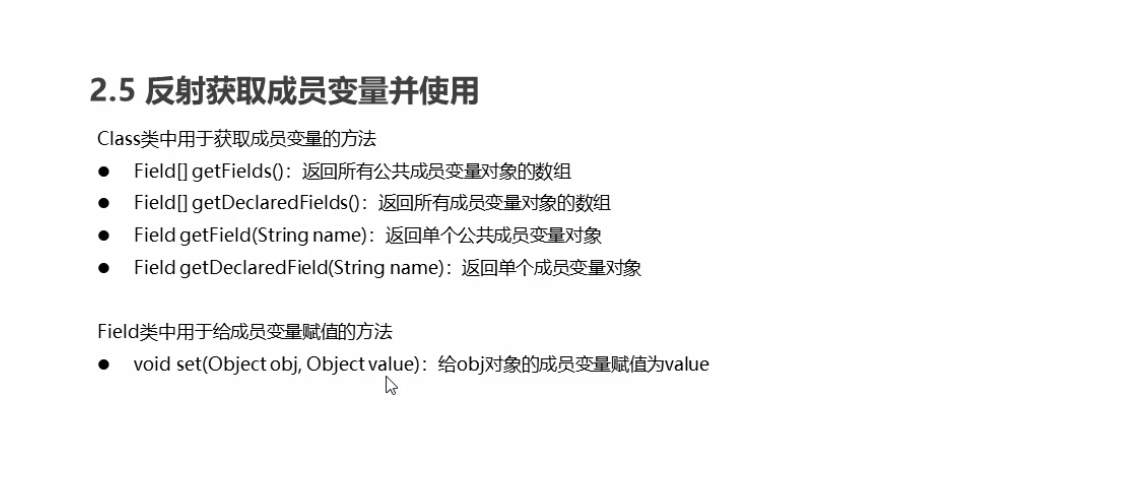 2.5 反射获取成员变量并使用
Class类中用于获取成员变量的方法
● Field[] getFields()：返回所有公共成员变量对象的数组
● Field[] getDeclaredFields()：返回所有成员变量对象的数组
● Field getField(String name)：返回单个公共成员变量对象
● Field getDeclaredField(String name)：返回单个成员变量对象
Field类中用于给成员变量赋值的方法
● void set(Object obj, Object value)：给obj对象的成员变量赋值为value